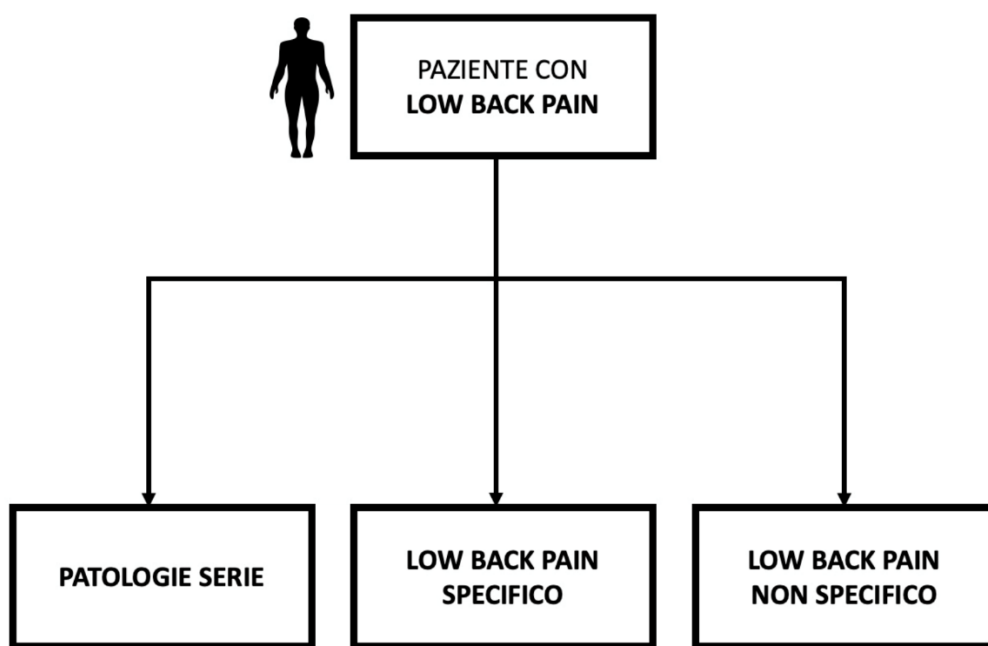 PAZIENTE CON
LOW BACK PAIN
PATOLOGIE SERIE
LOW BACK PAIN
SPECIFICO
LOW BACK PAIN
NON SPECIFICO